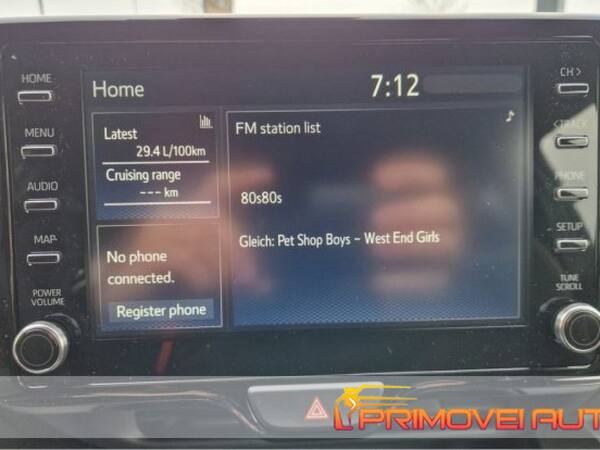 HOME
MENU
AUDIO
MAP
POWER
VOLUME
Home
7:12
Latest
29.4 L/100km
Cruising range
--- km
No phone
connected.
Register phone
FM station list
80s80s
Gleich: Pet Shop Boys - West End Girls
CH >
< TRACK
PHONE
SETUP
TUNE
SCROLL
PRIMOVEI AUT